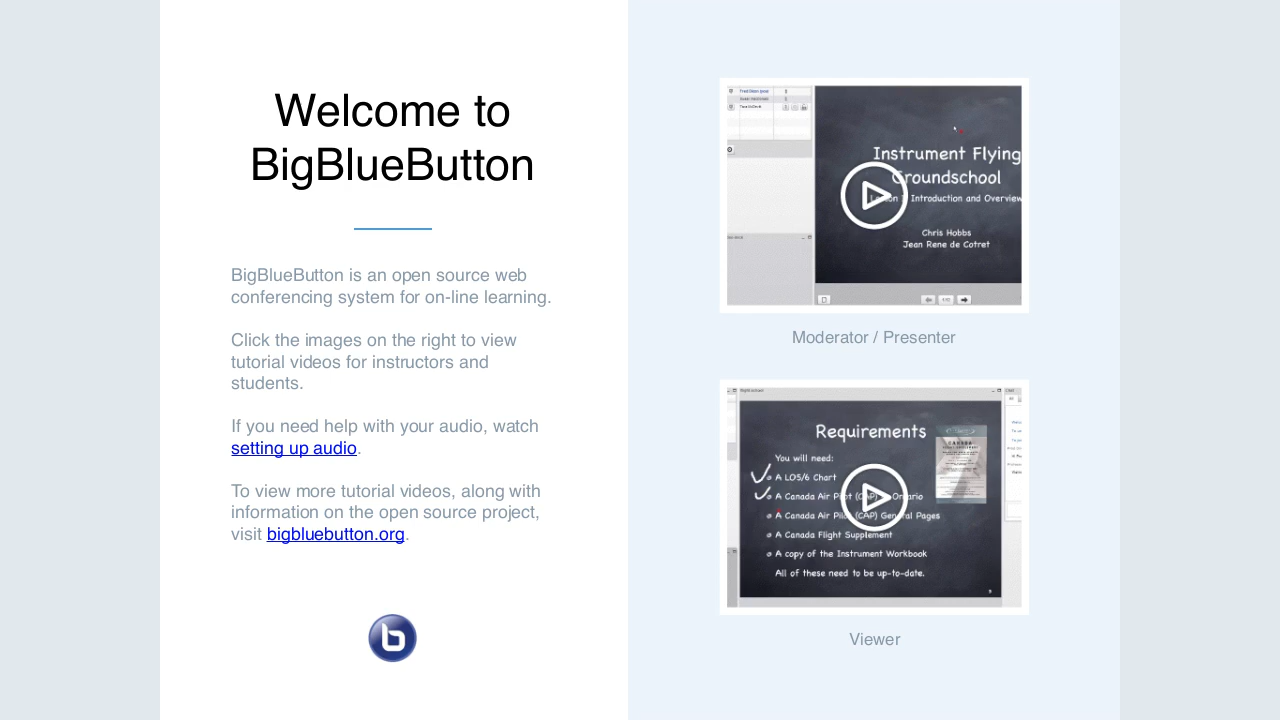 Welcome to
BigBlueButton
BigBlueButton is an open source web
conferencing system for on-line learning.
Click the images on the right to view
tutorial videos for instructors and
students.
If you need help with your audio, watch
setting up audio.
To view more tutorial videos, along with
information on the open source project,
visit bigbluebutton.org.
b
Instrument Flying
Groundschool
Introduction and Overview
Chris Hobbs
Jean Rene de Cotret
Moderator / Presenter
Requirements
You will need:
A LO5/6 Chart
A Canada Air Pilot (CAP) Ontario
A Canada Air Pilot (CAP) General Pages
A Canada Flight Supplement
A copy of the Instrument Workbook
All of these need to be up-to-date.
CANADA
Viewer